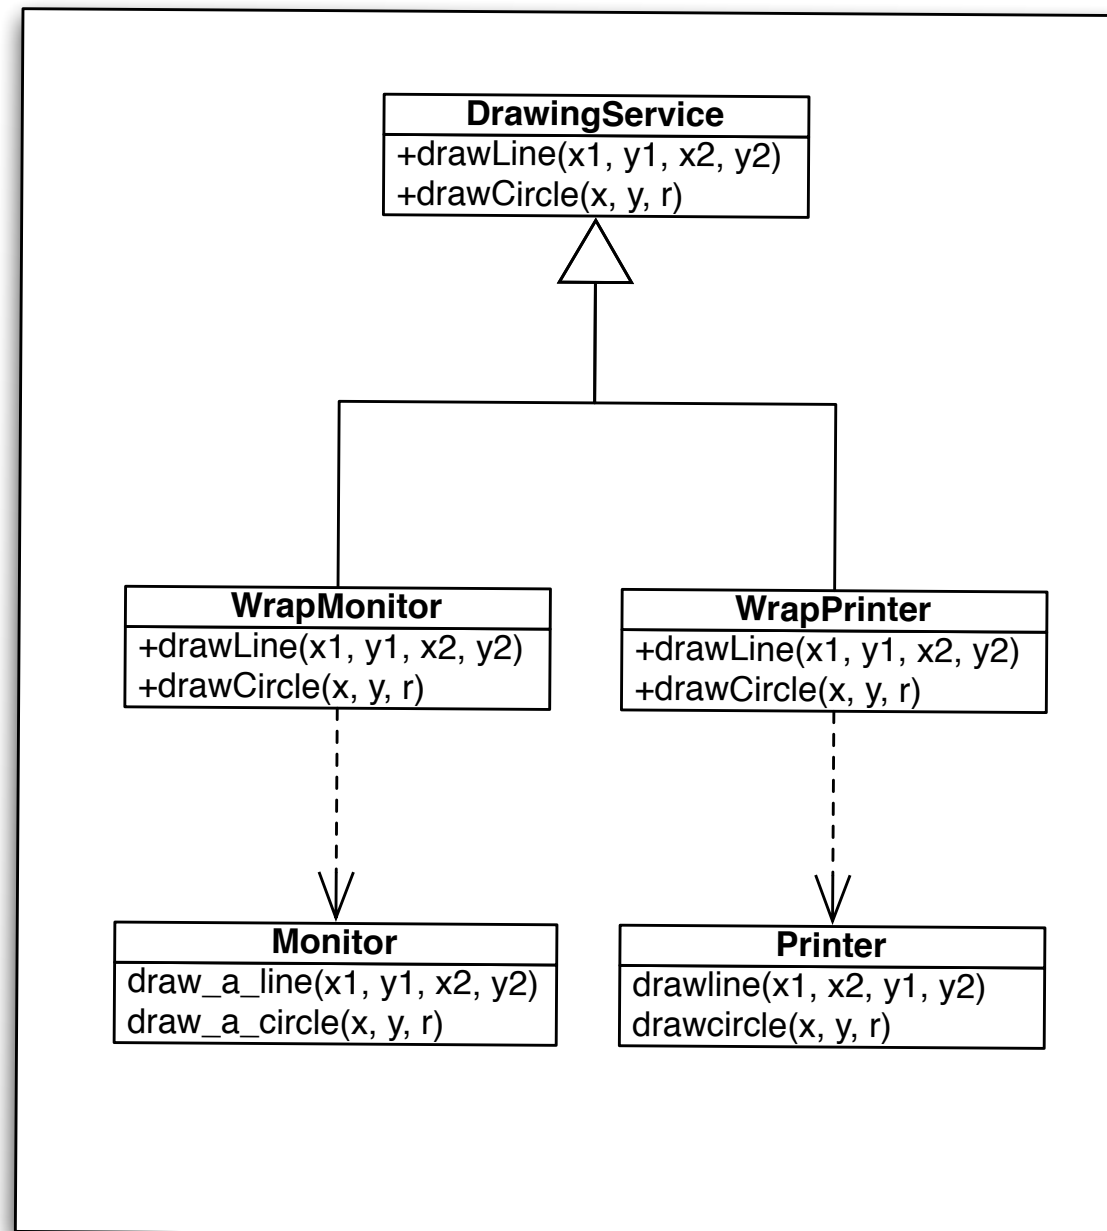 DrawingService
+drawLine(x1, y1, x2, y2)
+drawCircle(x, y, r)
WrapMonitor
+drawLine(x1, y1, x2, y2)
+drawCircle(x, y, r)
WrapPrinter
+drawLine(x1, y1, x2, y2)
+drawCircle(x, y, r)
Monitor
draw_a_line(x1, y1, x2, y2)
draw_a_circle(x, y, r)
Printer
drawline(x1, x2, y1, y2)
drawcircle(x, y, r)